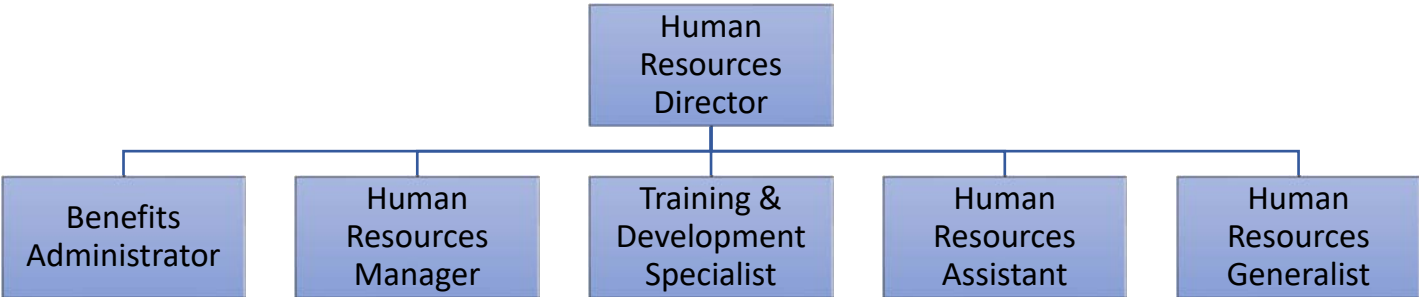 Human
Resources
Director
Benefits
Administrator
Human
Resources
Manager
Training &
Development
Specialist
Human
Resources
Assistant
Human
Resources
Generalist